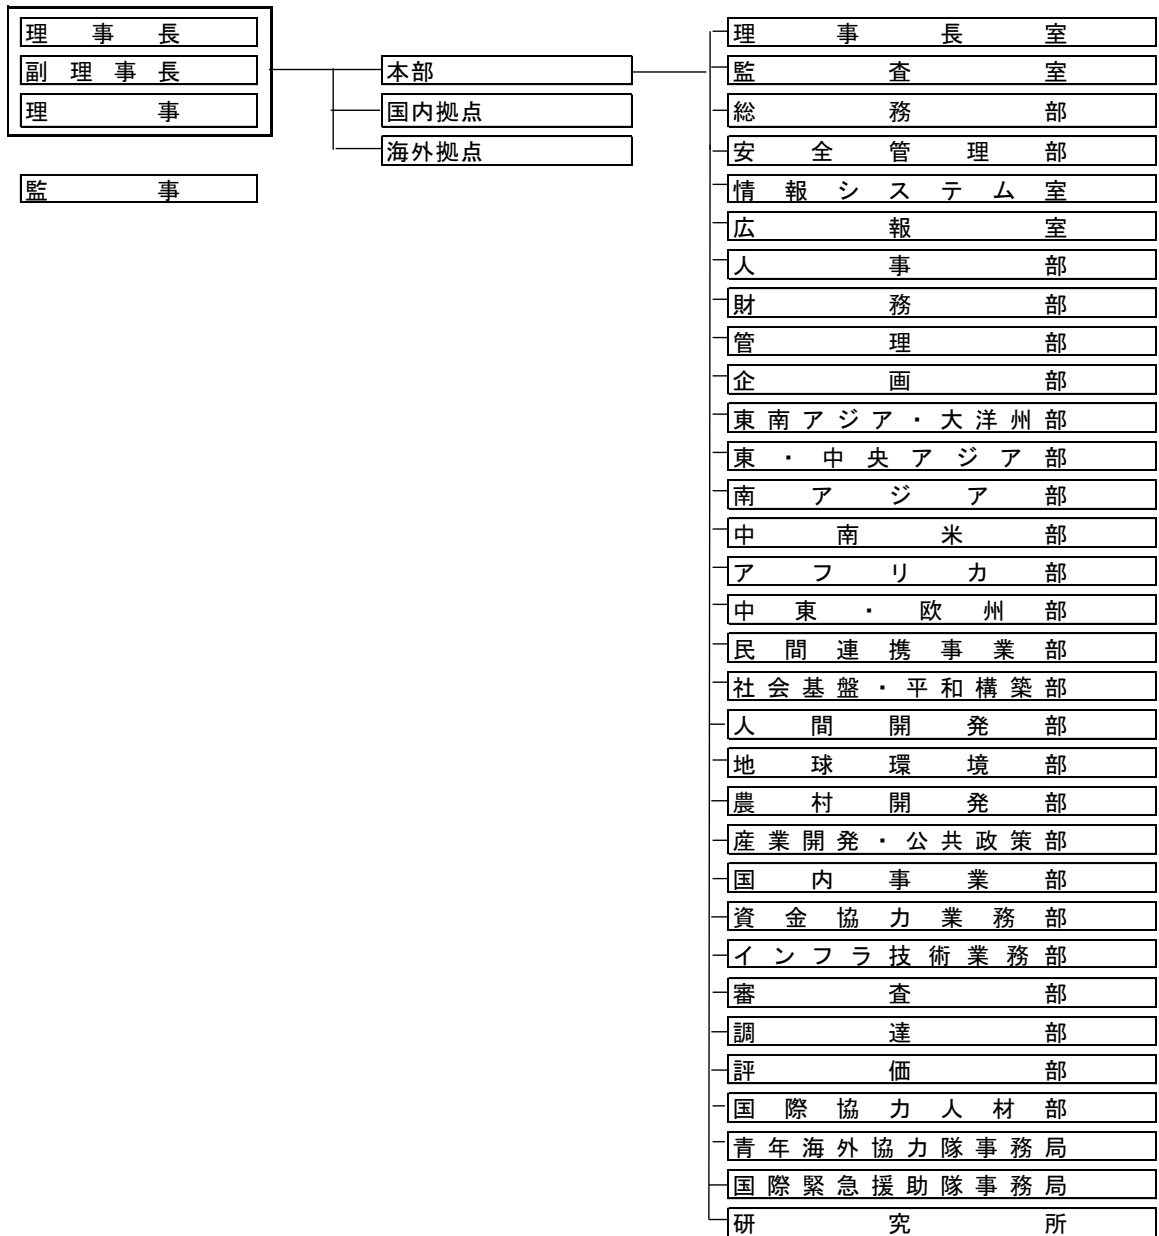 理事長
副理事長
理事
監事
本部
国内拠点
海外拠点
理事長室
監査室
総務部
安全管理部
情報システム室
広報室
人事部
財務部
管理部
企画部
東南アジア・大洋州部
東・中央アジア部
南アジア部
中南米部
アフリカ部
中東・欧州部
民間連携事業部
社会基盤・平和構築部
人間開発部
地球環境部
農村開発部
産業開発・公共政策部
国内事業部
資金協力業務部
インフラ技術業務部
審査部
調達部
評価部
国際協力人材部
青年海外協力隊事務局
国際緊急援助隊事務局
研究所